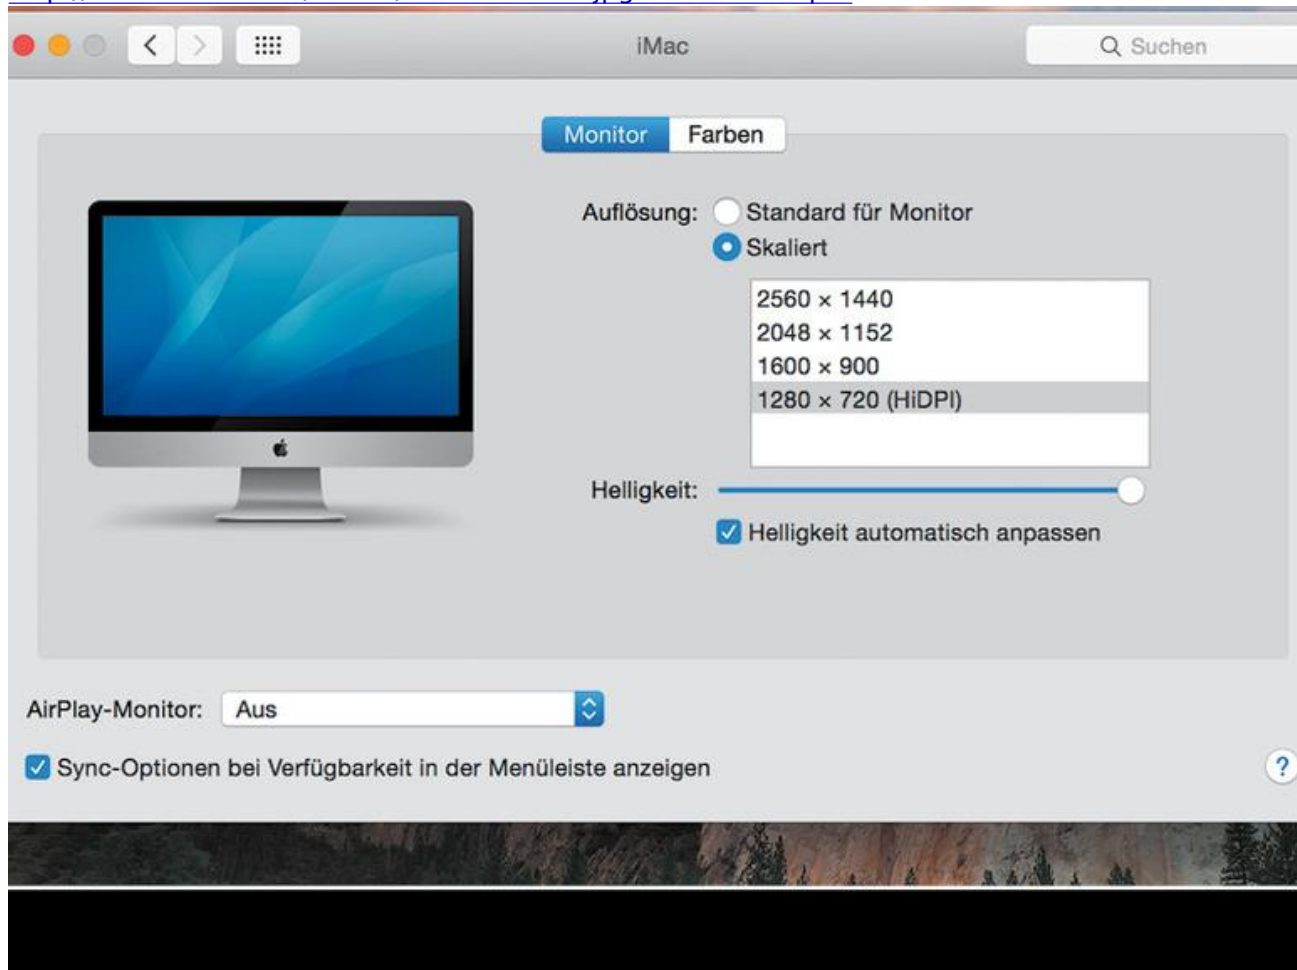 iMac
Suchen
Monitor Farben
Auflösung: Standard für Monitor
Skaliert
2560 × 1440
2048 × 1152
1600 × 900
1280 × 720 (HiDPI)
Helligkeit:
Helligkeit automatisch anpassen
AirPlay-Monitor: Aus
Sync-Optionen bei Verfügbarkeit in der Menüleiste anzeigen
?